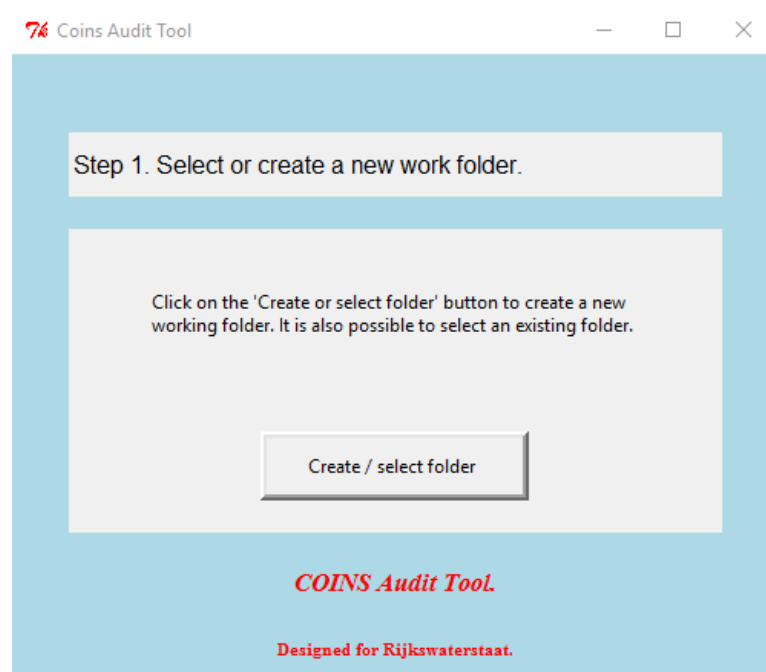 Coins Audit Tool
Step 1. Select or create a new work folder.
Click on the 'Create or select folder' button to create a new
working folder. It is also possible to select an existing folder.
Create / select folder
COINS Audit Tool.
Designed for Rijkswaterstaat.